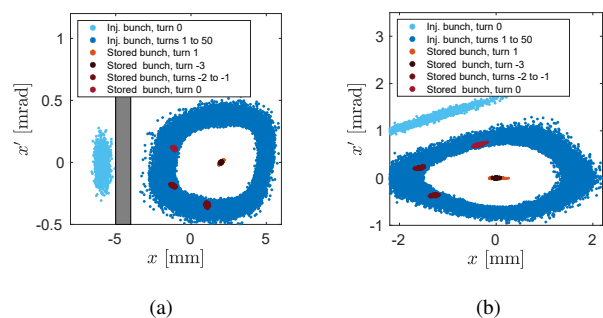 Inj. bunch, turn 0
Inj. bunch, turns 1 to 50
Stored bunch, turn 1
Stored bunch, turn -3
Stored bunch, turns -2 to -1
Stored bunch, turn 0
1
0.5
0
-0.5
x' [mrad]
-5
0
5
x [mm]
(a)
Inj. bunch, turn 0
Inj. bunch, turns 1 to 50
Stored bunch, turn 1
Stored bunch, turn -3
Stored bunch, turns -2 to -1
Stored bunch, turn 0
3
2
1
0
-1
x' [mrad]
-2
0
2
x [mm]
(b)